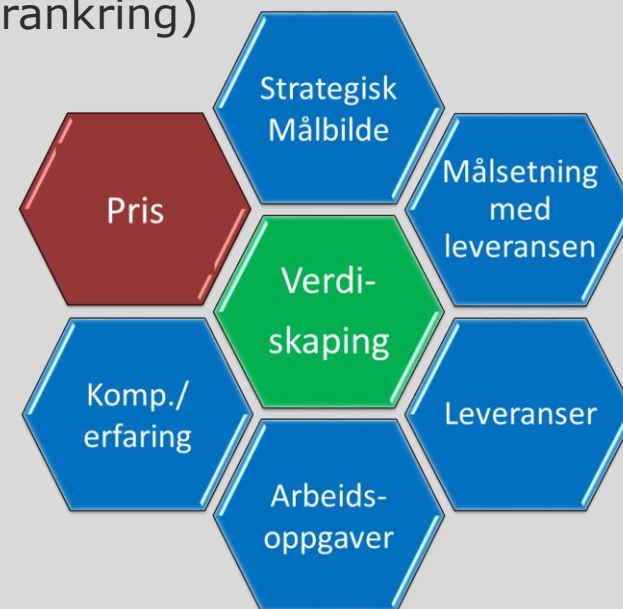 rankring)
Strategisk
Målbilde
Målsetning
med
leveransen
Pris
Verdi-
skaping
Komp./
erfaring
Leveranser
Arbeids-
oppgaver